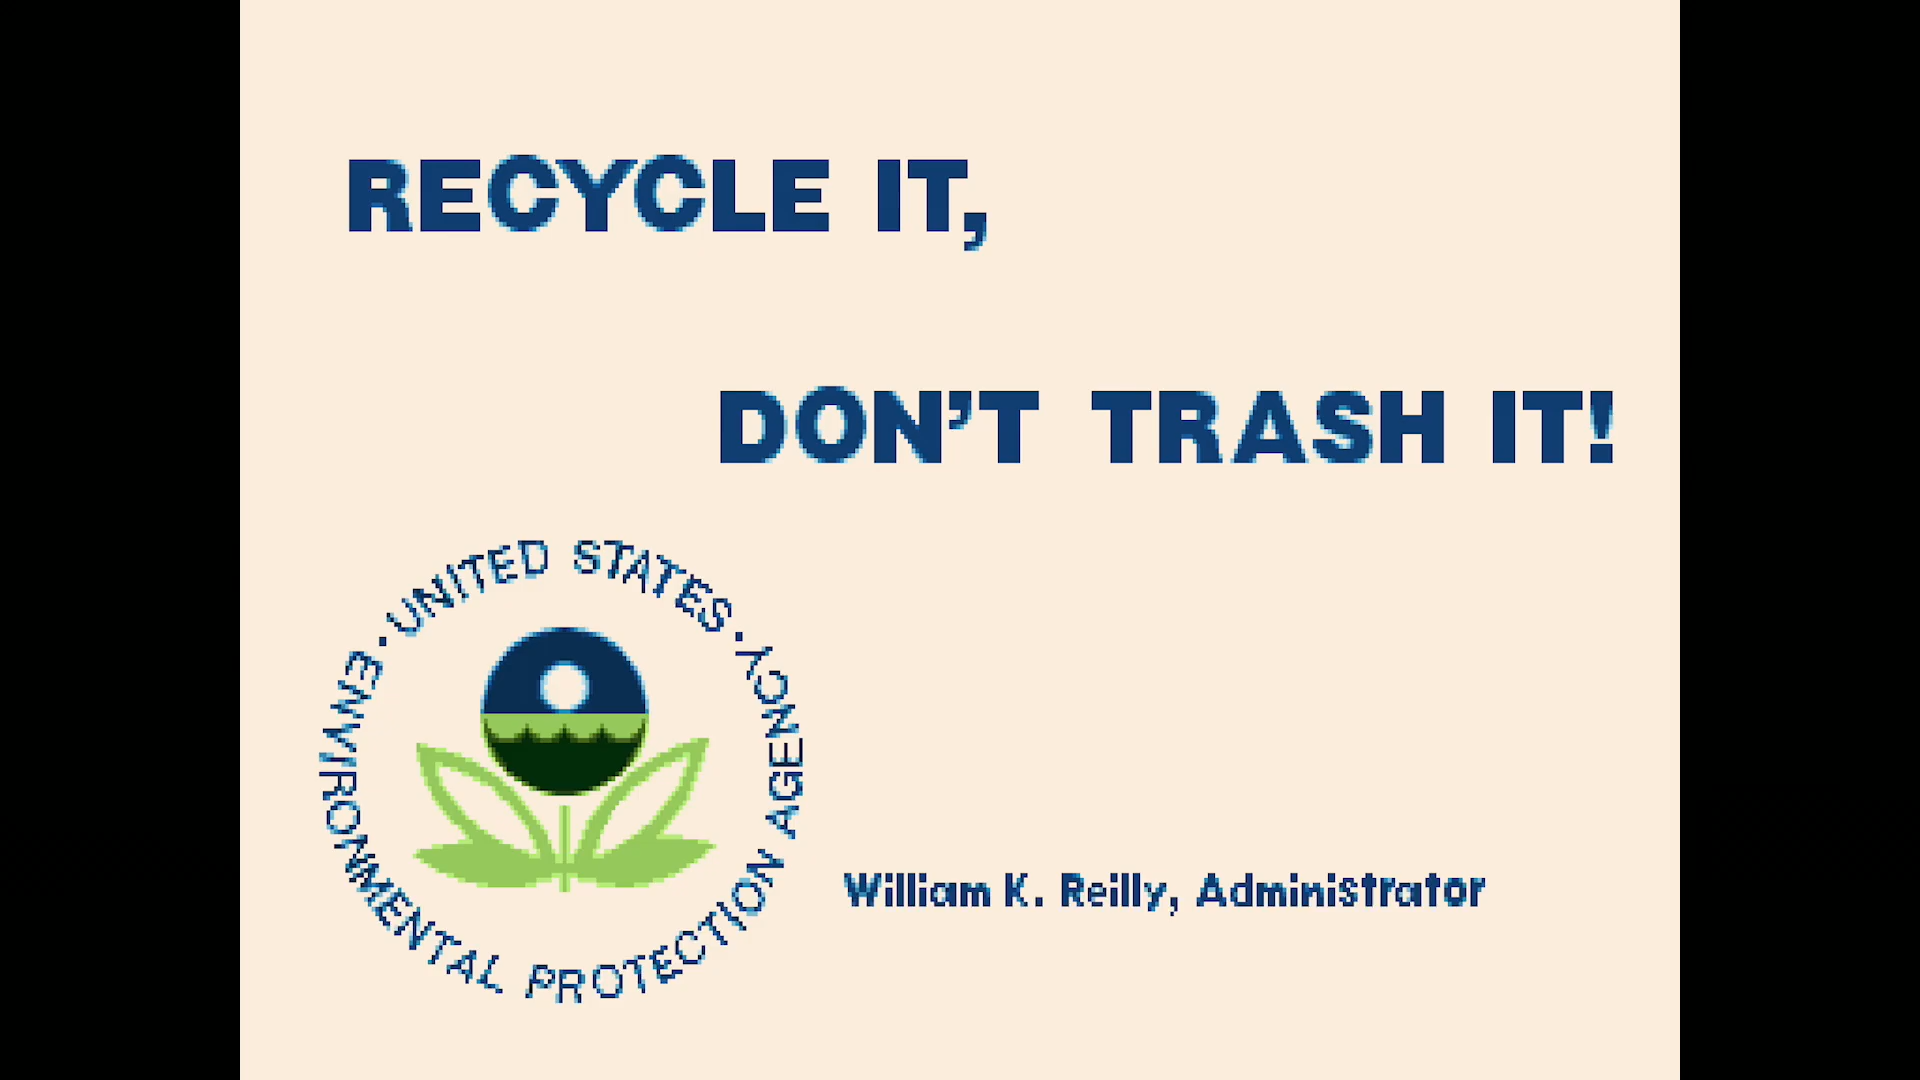 RECYCLE IT,
DON'T TRASH IT!
· UNITED STATES ·
ENVIRONMENTAL PROTECTION AGENCY
William K. Reilly, Administrator